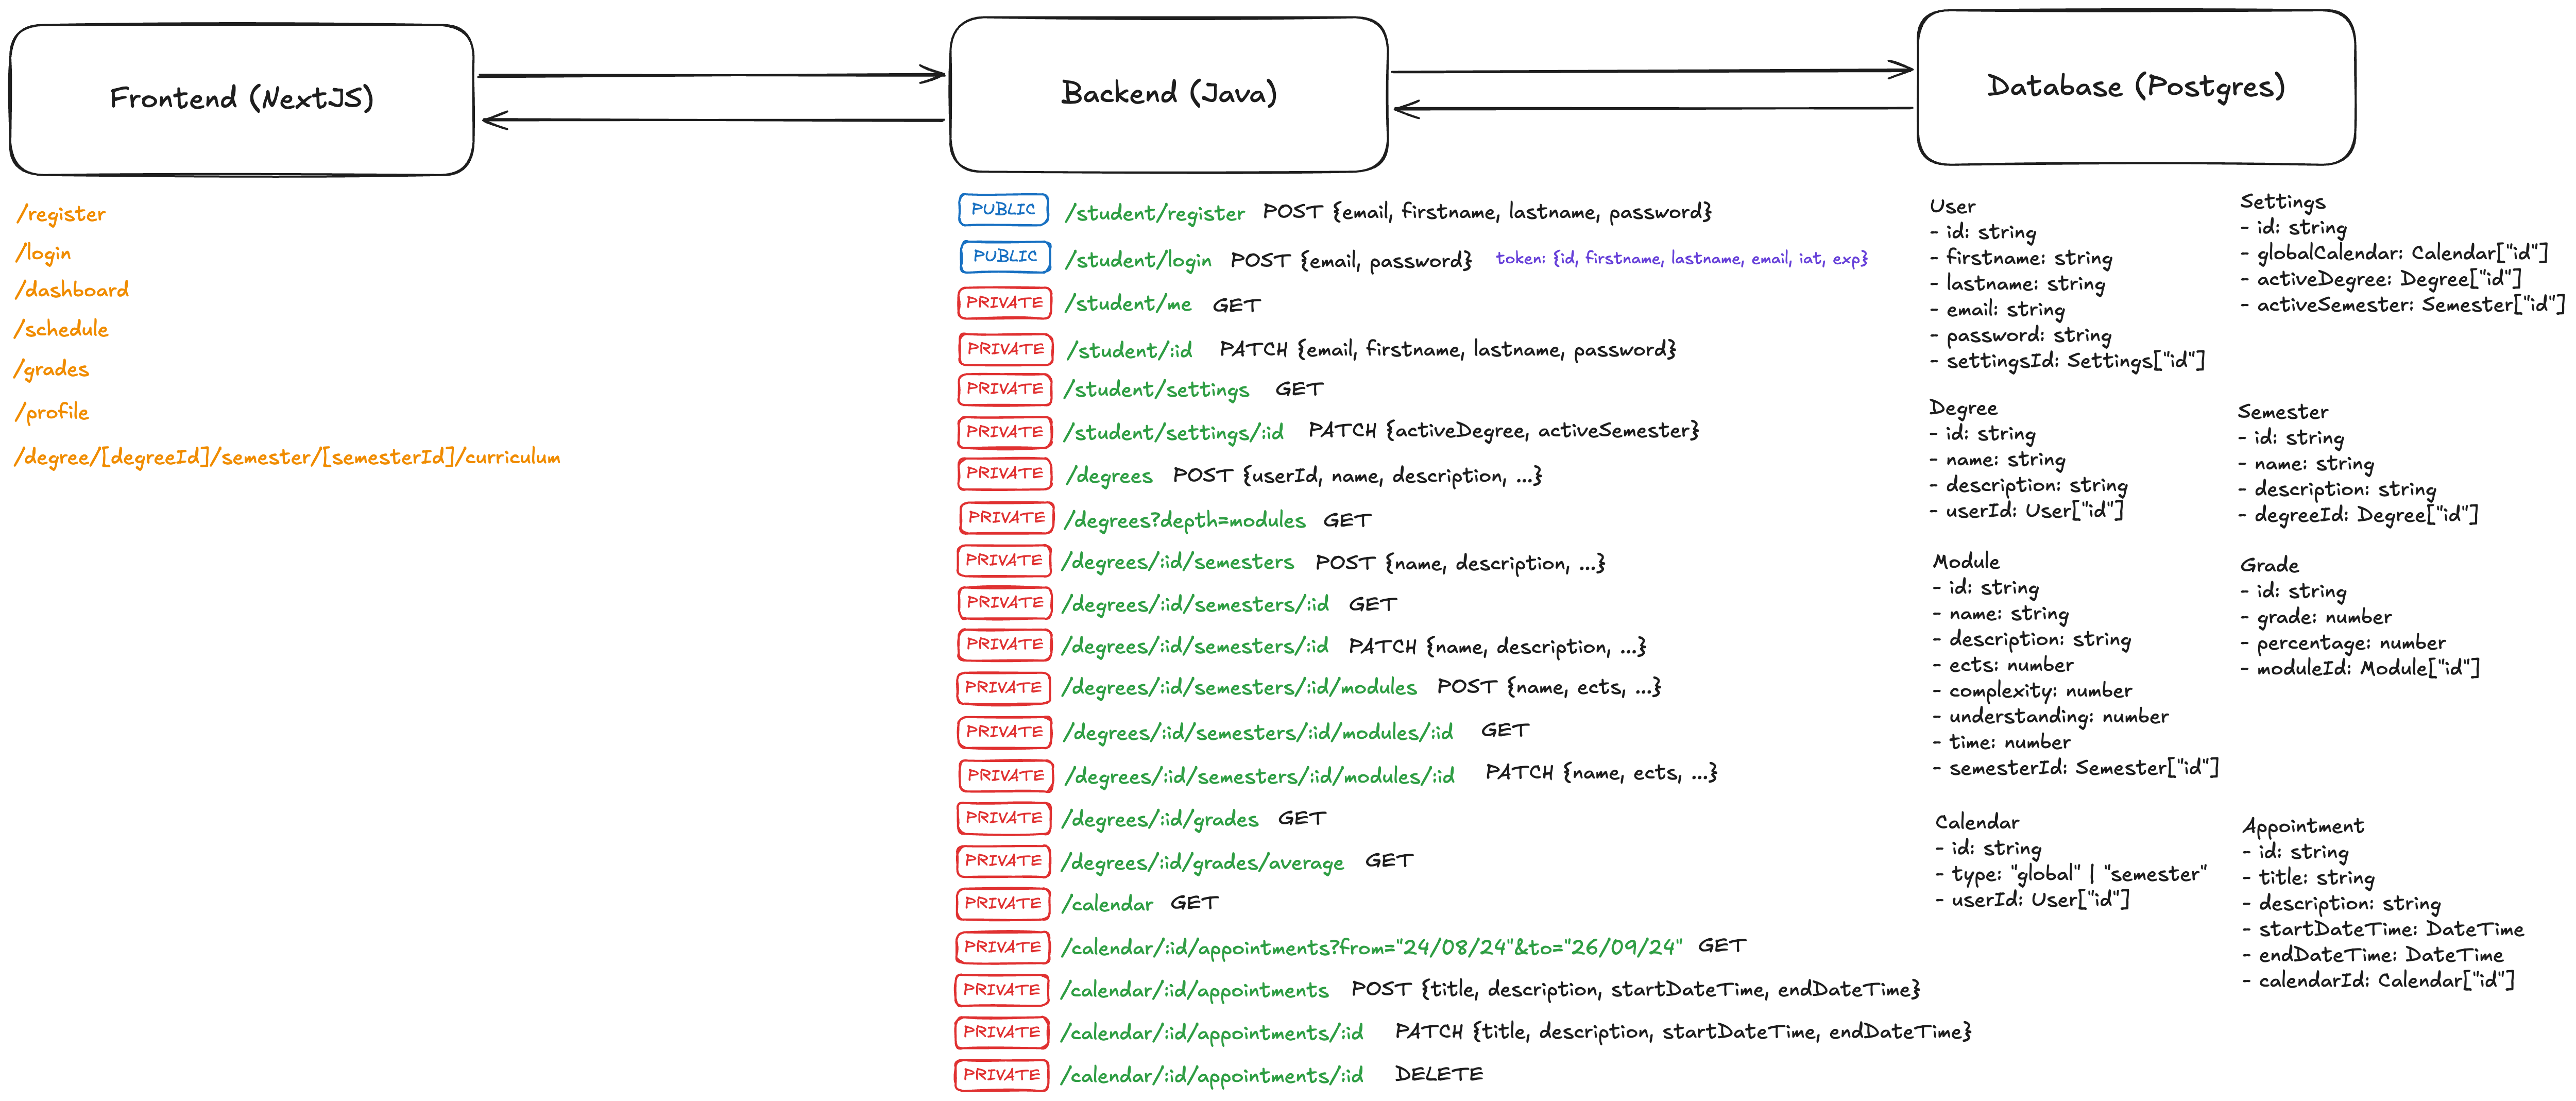 Frontend (NextJS)
Backend (Java)
Database (Postgres)
/register
/login
/dashboard
/schedule
/grades
/profile
/degree/[degreeId]/semester/[semesterId]/curriculum
PUBLIC /student/register POST {email, firstname, lastname, password}
PUBLIC /student/login POST {email, password} token: {id, firstname, lastname, email, iat, exp}
PRIVATE /student/me GET
PRIVATE /student/:id PATCH {email, firstname, lastname, password}
PRIVATE /student/settings GET
PRIVATE /student/settings/:id PATCH {activeDegree, activeSemester}
PRIVATE /degrees POST {userId, name, description, ...}
PRIVATE /degrees?depth=modules GET
PRIVATE /degrees/:id/semesters POST {name, description, ...}
PRIVATE /degrees/:id/semesters/:id GET
PRIVATE /degrees/:id/semesters/:id PATCH {name, description, ...}
PRIVATE /degrees/:id/semesters/:id/modules POST {name, ects, ...}
PRIVATE /degrees/:id/semesters/:id/modules/:id GET
PRIVATE /degrees/:id/semesters/:id/modules/:id PATCH {name, ects, ...}
PRIVATE /degrees/:id/grades GET
PRIVATE /degrees/:id/grades/average GET
PRIVATE /calendar GET
PRIVATE /calendar/:id/appointments?from="24/08/24"&to="26/09/24" GET
PRIVATE /calendar/:id/appointments POST {title, description, startDateTime, endDateTime}
PRIVATE /calendar/:id/appointments/:id PATCH {title, description, startDateTime, endDateTime}
PRIVATE /calendar/:id/appointments/:id DELETE
User
- id: string
- firstname: string
- lastname: string
- email: string
- password: string
- settingsId: Settings["id"]
Settings
- id: string
- globalCalendar: Calendar["id"]
- activeDegree: Degree["id"]
- activeSemester: Semester["id"]
Degree
- id: string
- name: string
- description: string
- userId: User["id"]
Semester
- id: string
- name: string
- description: string
- degreeId: Degree["id"]
Module
- id: string
- name: string
- description: string
- ects: number
- complexity: number
- understanding: number
- time: number
- semesterId: Semester["id"]
Grade
- id: string
- grade: number
- percentage: number
- moduleId: Module["id"]
Calendar
- id: string
- type: "global" | "semester"
- userId: User["id"]
Appointment
- id: string
- title: string
- description: string
- startDateTime: DateTime
- endDateTime: DateTime
- calendarId: Calendar["id"]